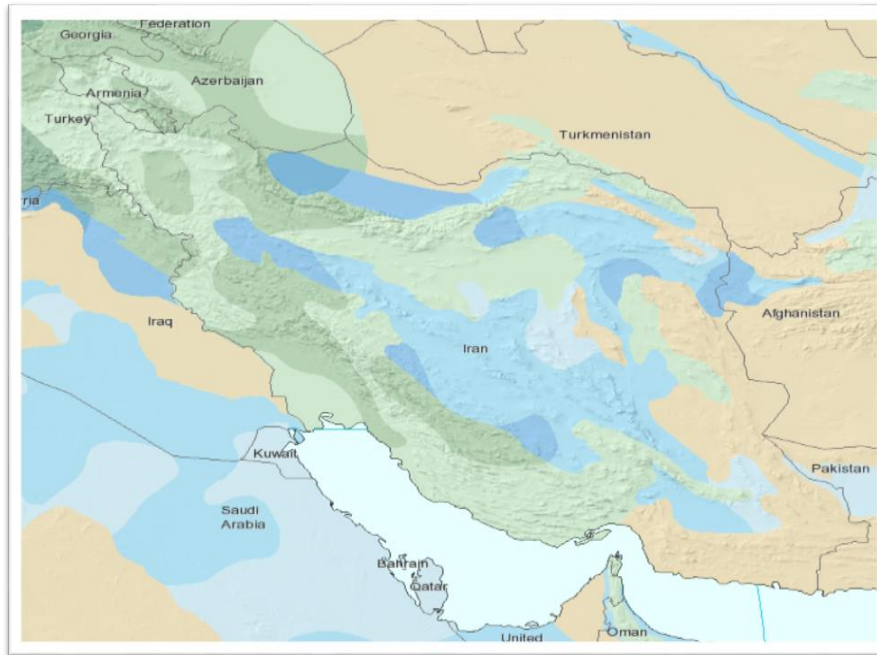 Federation
Georgia
Azerbaijan
Armenia
Turkey
Turkmenistan
ria
Iraq
Afghanistan
Iran
Kuwait
Pakistan
Saudi
Arabia
Bahrain
Qatar
United
Oman